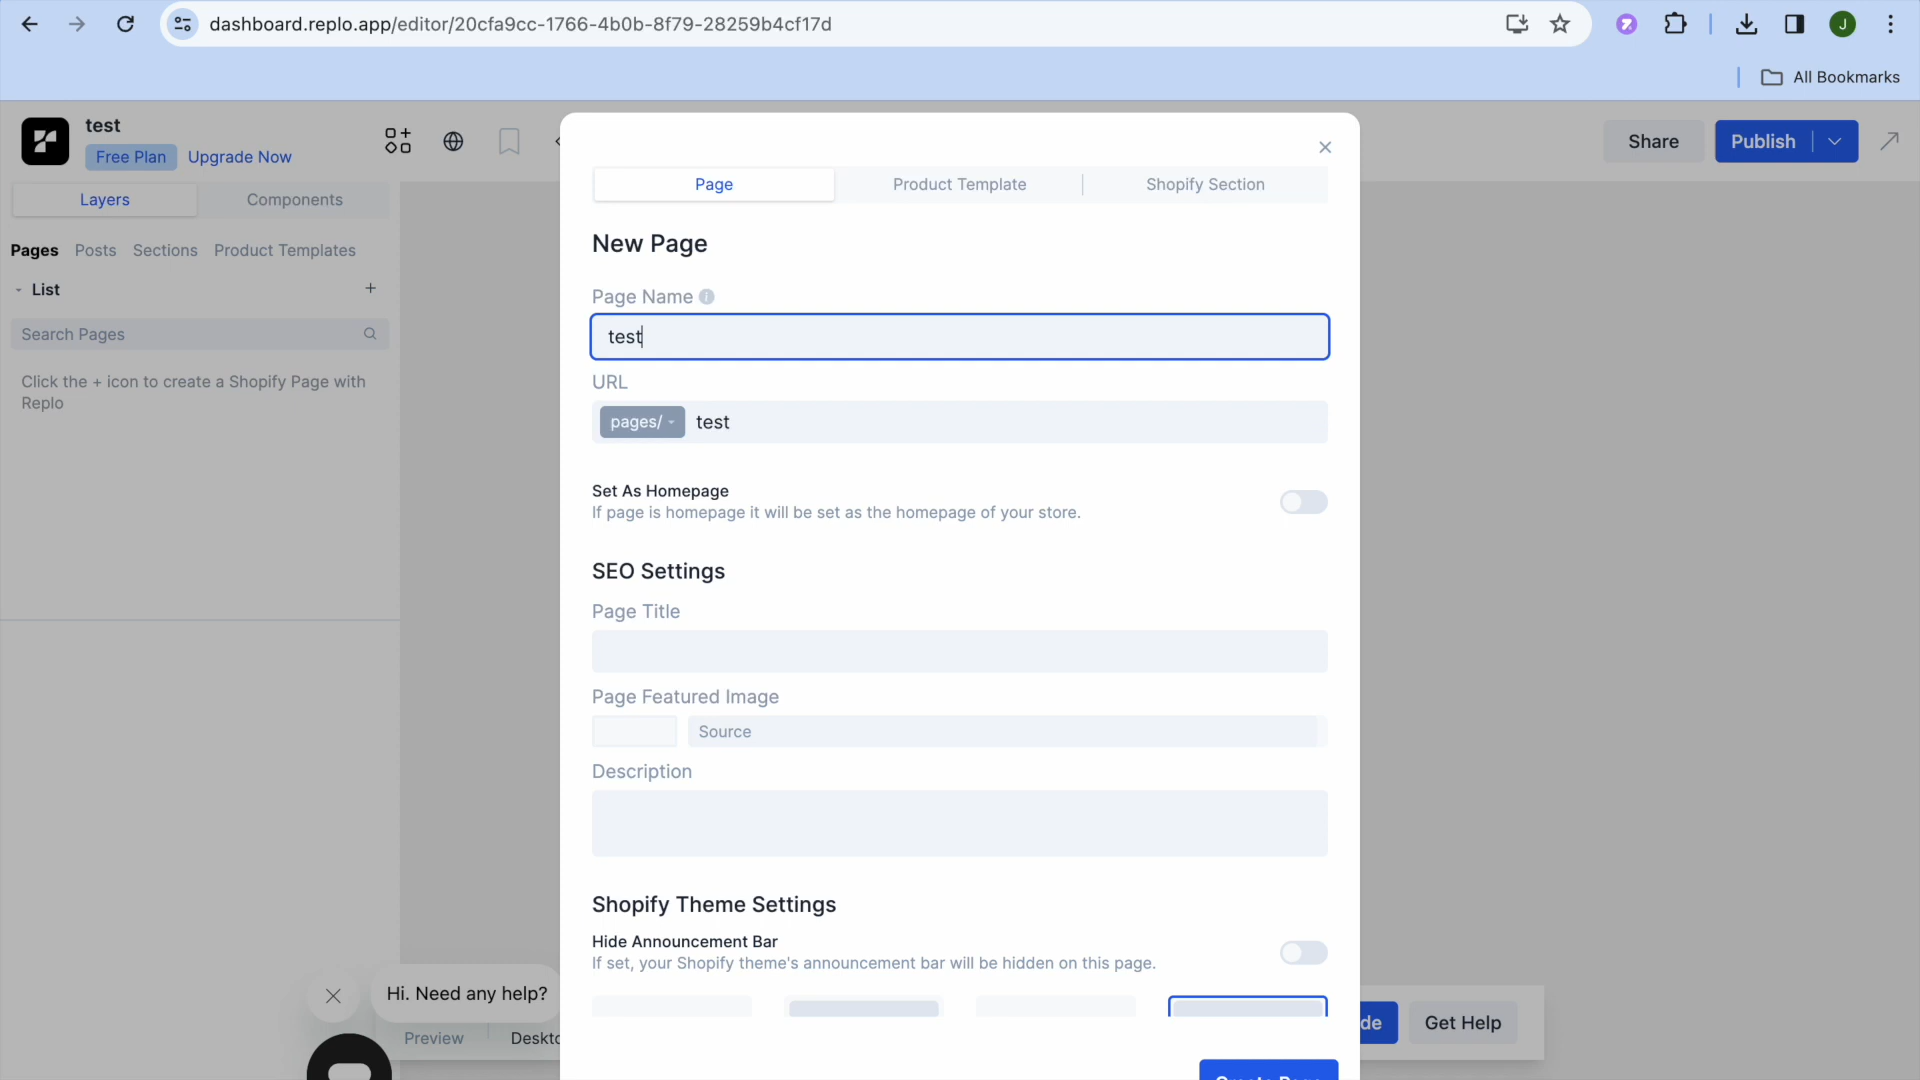 dashboard.replo.app/editor/20cfa9cc-1766-4b0b-8f79-28259b4cf17d
J
All Bookmarks
test
Free Plan
Upgrade Now
Share
Publish
Layers
Components
Pages
Posts
Sections
Product Templates
List
Search Pages
Click the + icon to create a Shopify Page with
Replo
Page
Product Template
Shopify Section
New Page
Page Name
test
URL
pages/
test
Set As Homepage
If page is homepage it will be set as the homepage of your store.
SEO Settings
Page Title
Page Featured Image
Source
Description
Shopify Theme Settings
Hide Announcement Bar
If set, your Shopify theme's announcement bar will be hidden on this page.
Hi. Need any help?
Preview
Deskto
de
Get Help